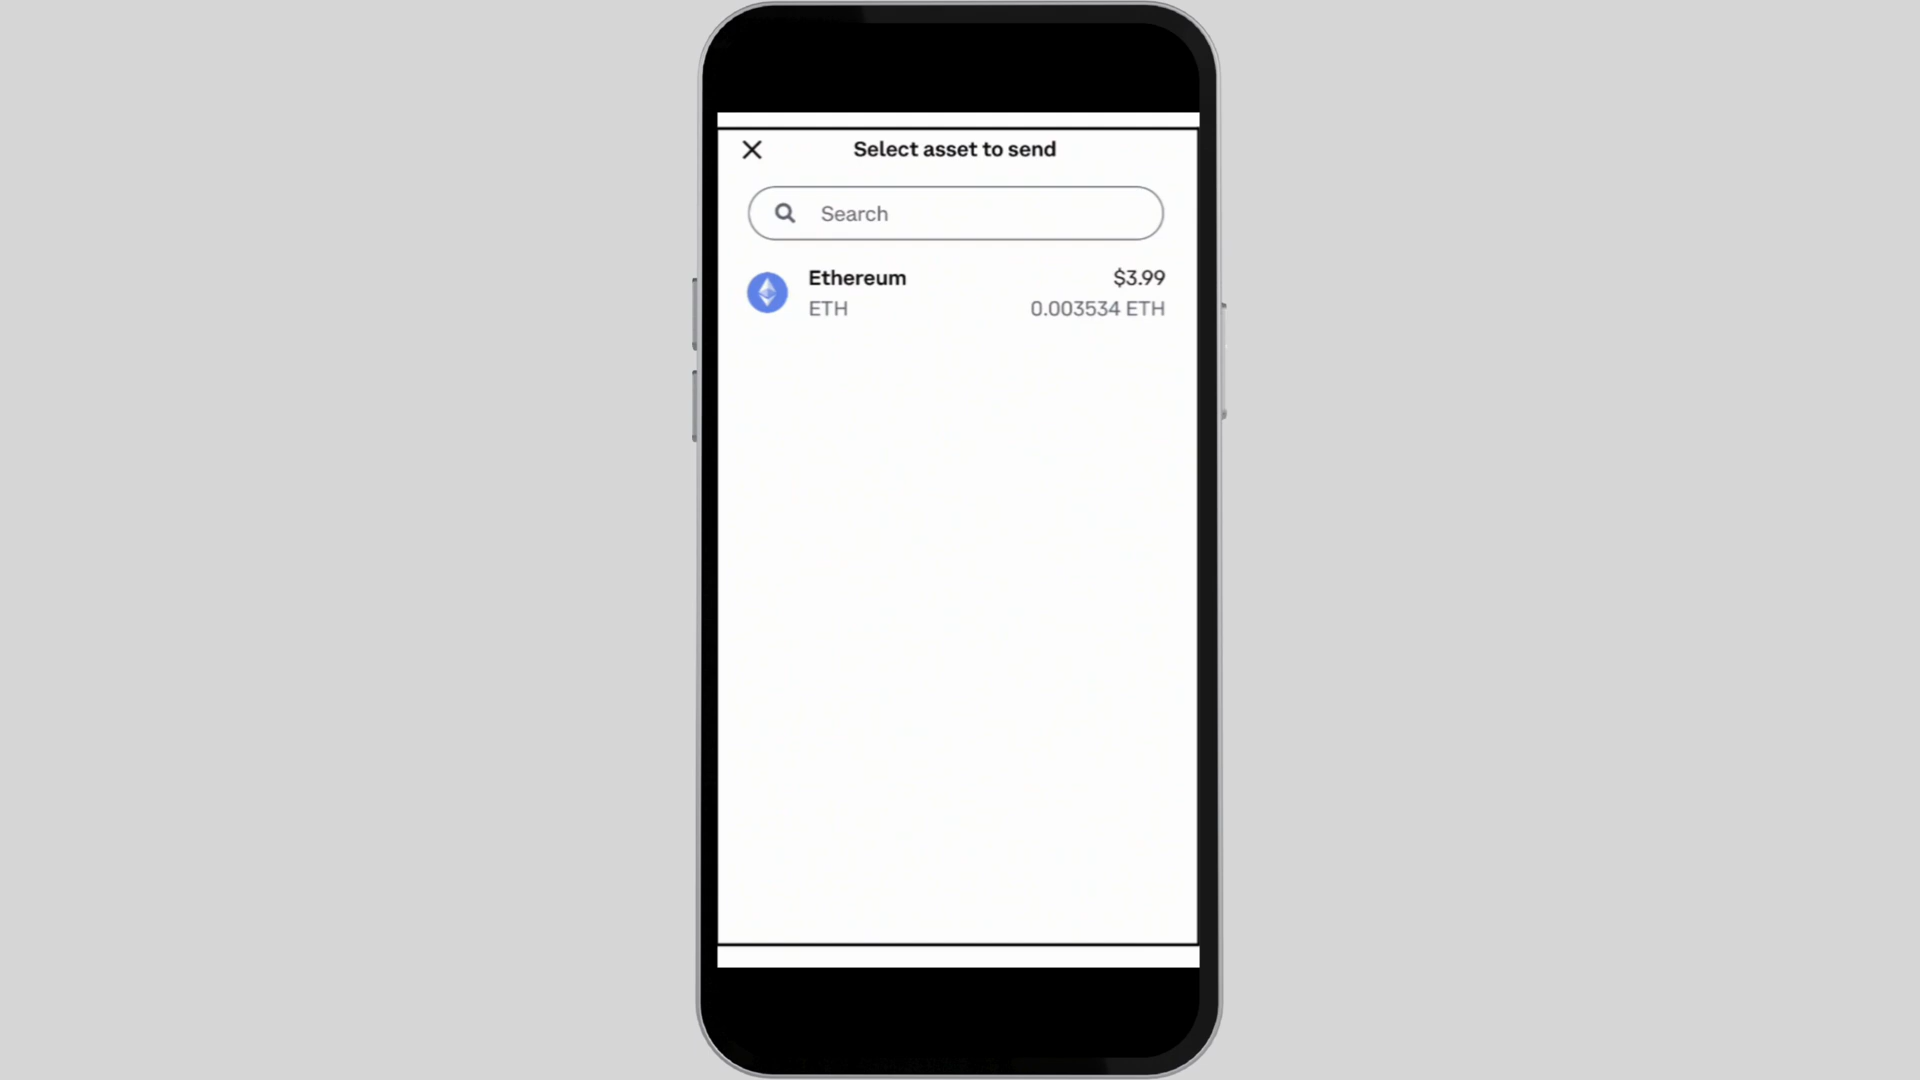 Select asset to send
Search
Ethereum $3.99
ETH 0.003534 ETH